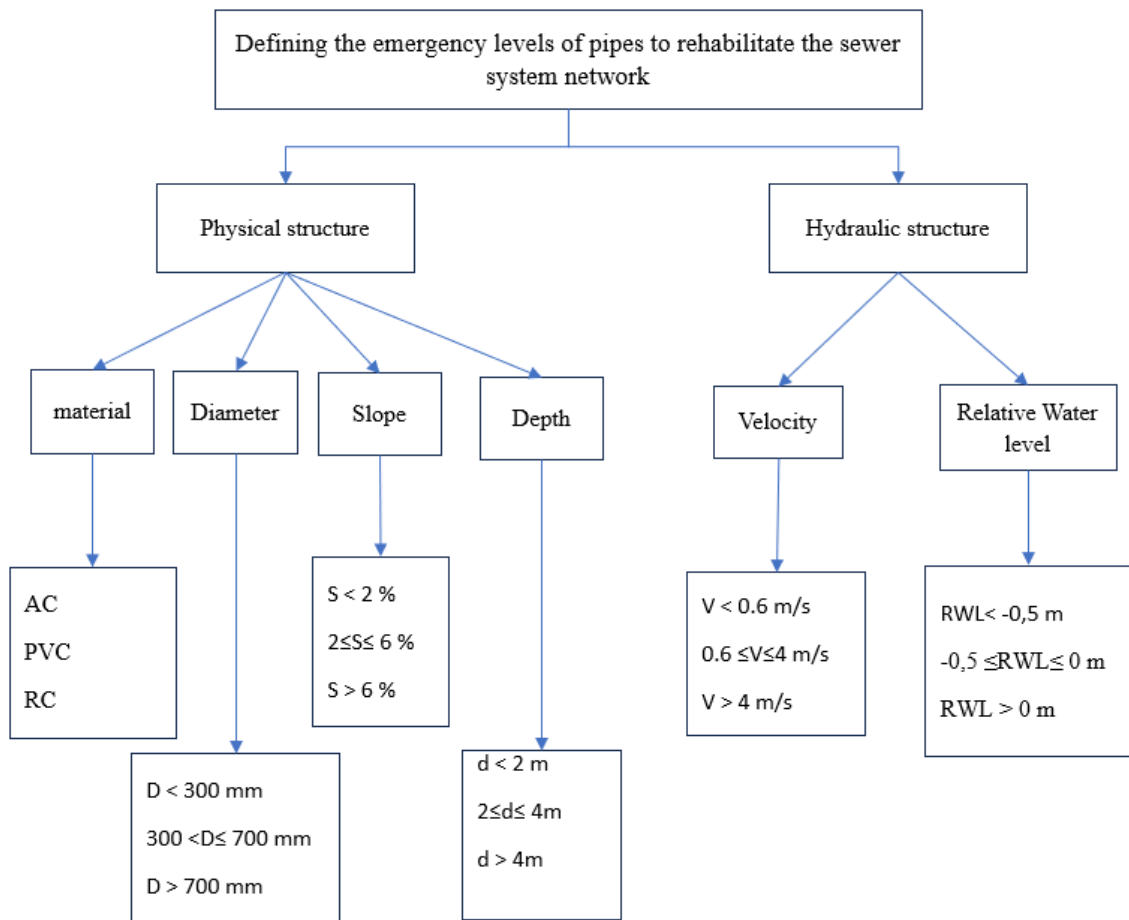 Defining the emergency levels of pipes to rehabilitate the sewer
system network
Physical structure
Hydraulic structure
material
Diameter
Slope
Depth
Velocity
Relative Water
level
AC
PVC
RC
S < 2 %
2≤S≤ 6 %
S > 6 %
V < 0.6 m/s
0.6 ≤V≤4 m/s
V > 4 m/s
RWL< -0,5 m
-0,5 ≤RWL≤ 0 m
RWL > 0 m
D < 300 mm
300 <D≤ 700 mm
D > 700 mm
d < 2 m
2≤d≤ 4m
d > 4m